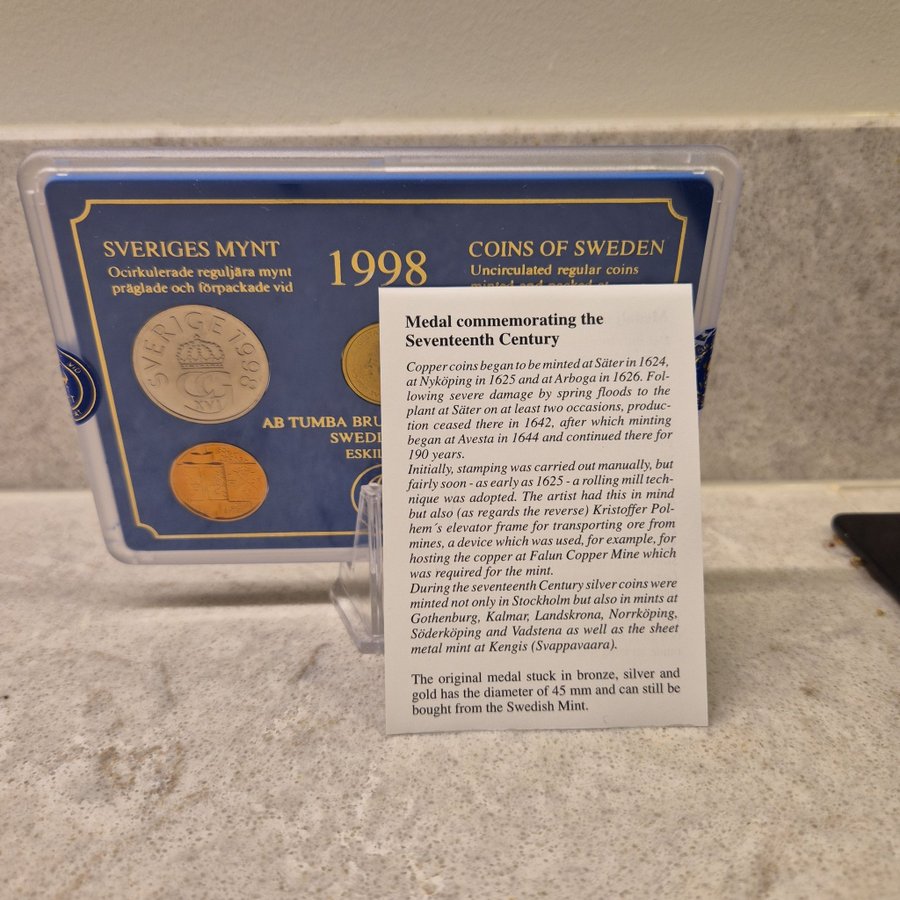 SVERIGES MYNT
Ocirkulerade reguljära mynt
präglade och förpackade vid
1998
COINS OF SWEDEN
Uncirculated regular coins
minted and packed at
SVERIGE 1998
XVI
AB TUMBA
SWED
ESKIL
Medal commemorating the
Seventeenth Century
Copper coins began to be minted at Säter in 1624,
at Nyköping in 1625 and at Arboga in 1626. Fol-
lowing severe damage by spring floods to the
plant at Säter on at least two occasions, produc-
tion ceased there in 1642, after which minting
began at Avesta in 1644 and continued there for
190 years.
Initially, stamping was carried out manually, but
fairly soon - as early as 1625 - a rolling mill tech-
nique was adopted. The artist had this in mind
but also (as regards the reverse) Kristoffer Pol-
hem´s elevator frame for transporting ore from
mines, a device which was used, for example, for
hosting the copper at Falun Copper Mine which
was required for the mint.
During the seventeenth Century silver coins were
minted not only in Stockholm but also in mints at
Gothenburg, Kalmar, Landskrona, Norrköping,
Söderköping and Vadstena as well as the sheet
metal mint at Kengis (Svappavaara).
The original medal stuck in bronze, silver and
gold has the diameter of 45 mm and can still be
bought from the Swedish Mint.